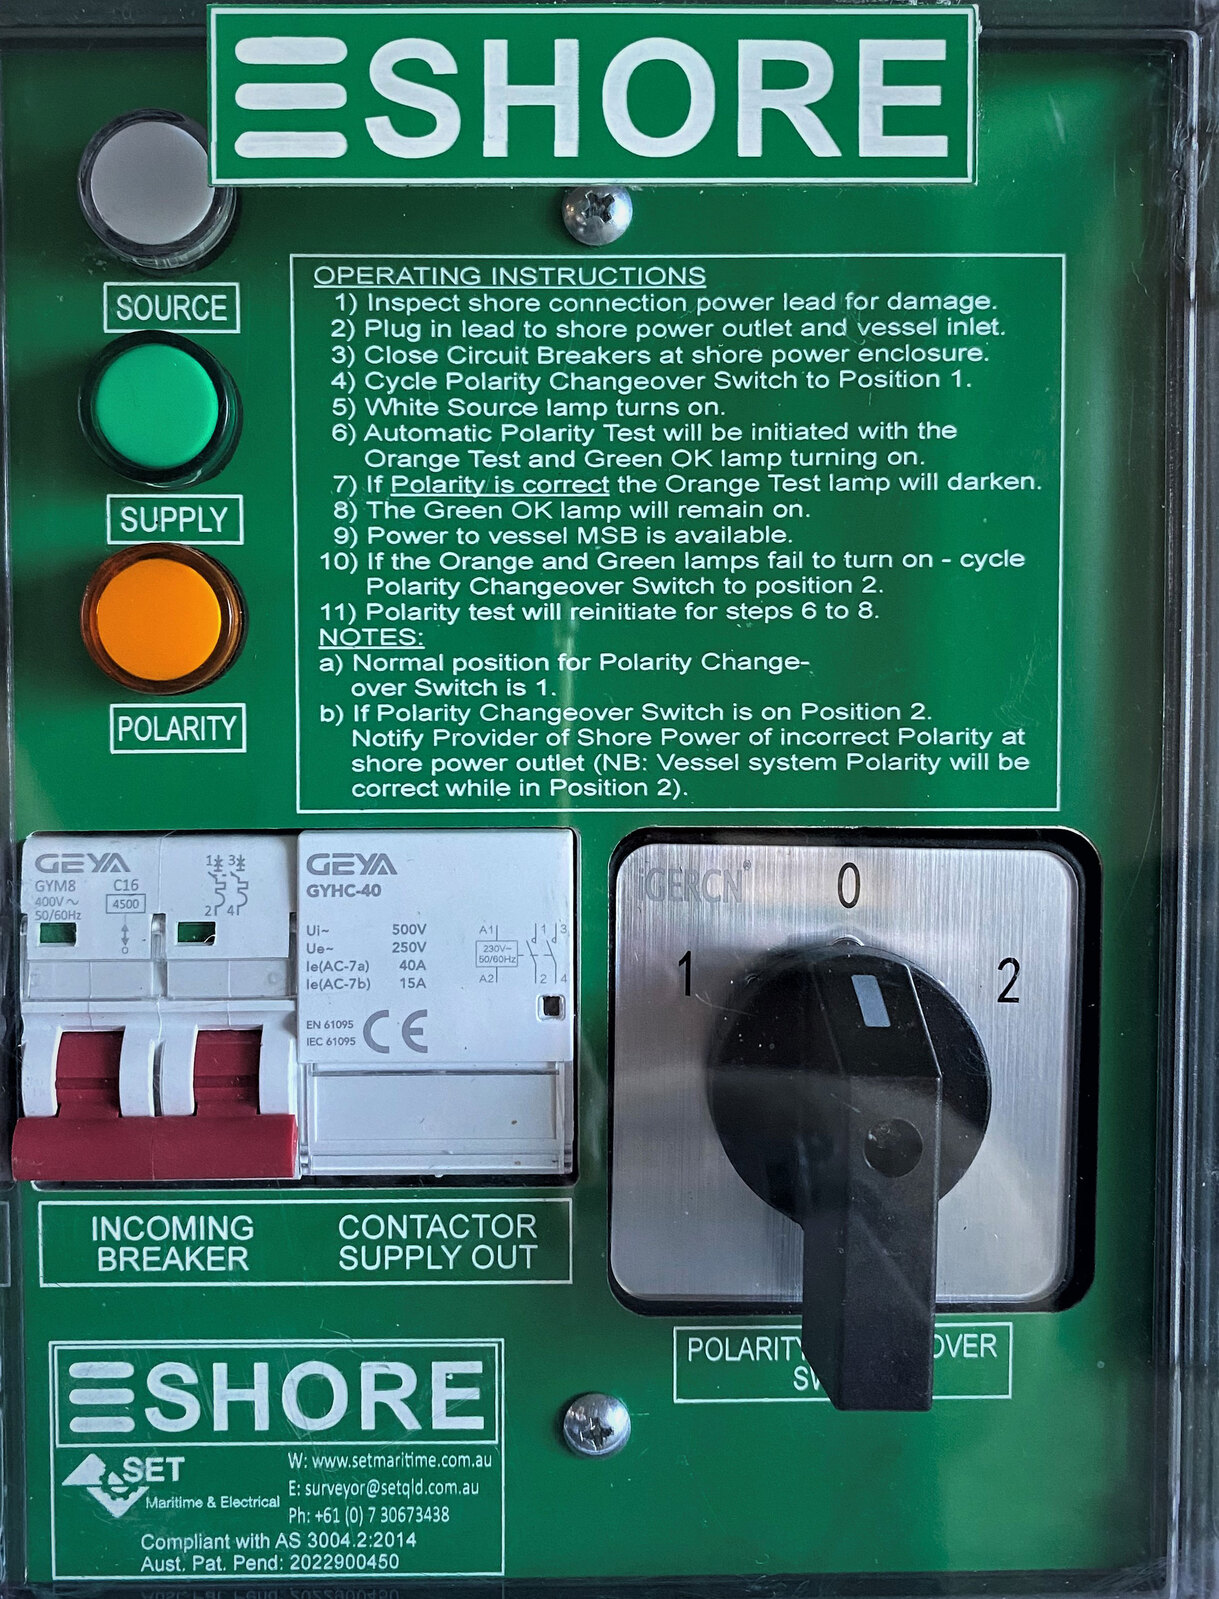 SHORE
SOURCE
OPERATING INSTRUCTIONS
1) Inspect shore connection power lead for damage.
2) Plug in lead to shore power outlet and vessel inlet.
3) Close Circuit Breakers at shore power enclosure.
4) Cycle Polarity Changeover Switch to Position 1.
5) White Source lamp turns on.
6) Automatic Polarity Test will be initiated with the
Orange Test and Green OK lamp turning on.
7) If Polarity is correct the Orange Test lamp will darken.
8) The Green OK lamp will remain on.
9) Power to vessel MSB is available.
10) If the Orange and Green lamps fail to turn on - cycle
Polarity Changeover Switch to position 2.
11) Polarity test will reinitiate for steps 6 to 8.
NOTES:
a) Normal position for Polarity Change-
over Switch is 1.
b) If Polarity Changeover Switch is on Position 2.
Notify Provider of Shore Power of incorrect Polarity at
shore power outlet (NB: Vessel system Polarity will be
correct while in Position 2).
SUPPLY
POLARITY
GEYA
GYM8 C16
400V~ 4500
50/60Hz
1 3
2 4
O
GEYA
GYHC-40
Ui~ 500V
Ue~ 250V
Ie(AC-7a) 40A
Ie(AC-7b) 15A
A1 1 3
230V~
50/60Hz
A2 2 4
EN 61095
IEC 61095
CE
GERCN
0
1
2
INCOMING
BREAKER
CONTACTOR
SUPPLY OUT
POLARITY OVER
SHORE
SET
Maritime & Electrical
W: www.setmaritime.com.au
E: surveyor@setqld.com.au
Ph: +61 (0) 7 30673438
Compliant with AS 3004.2:2014
Aust. Pat. Pend: 2022900450